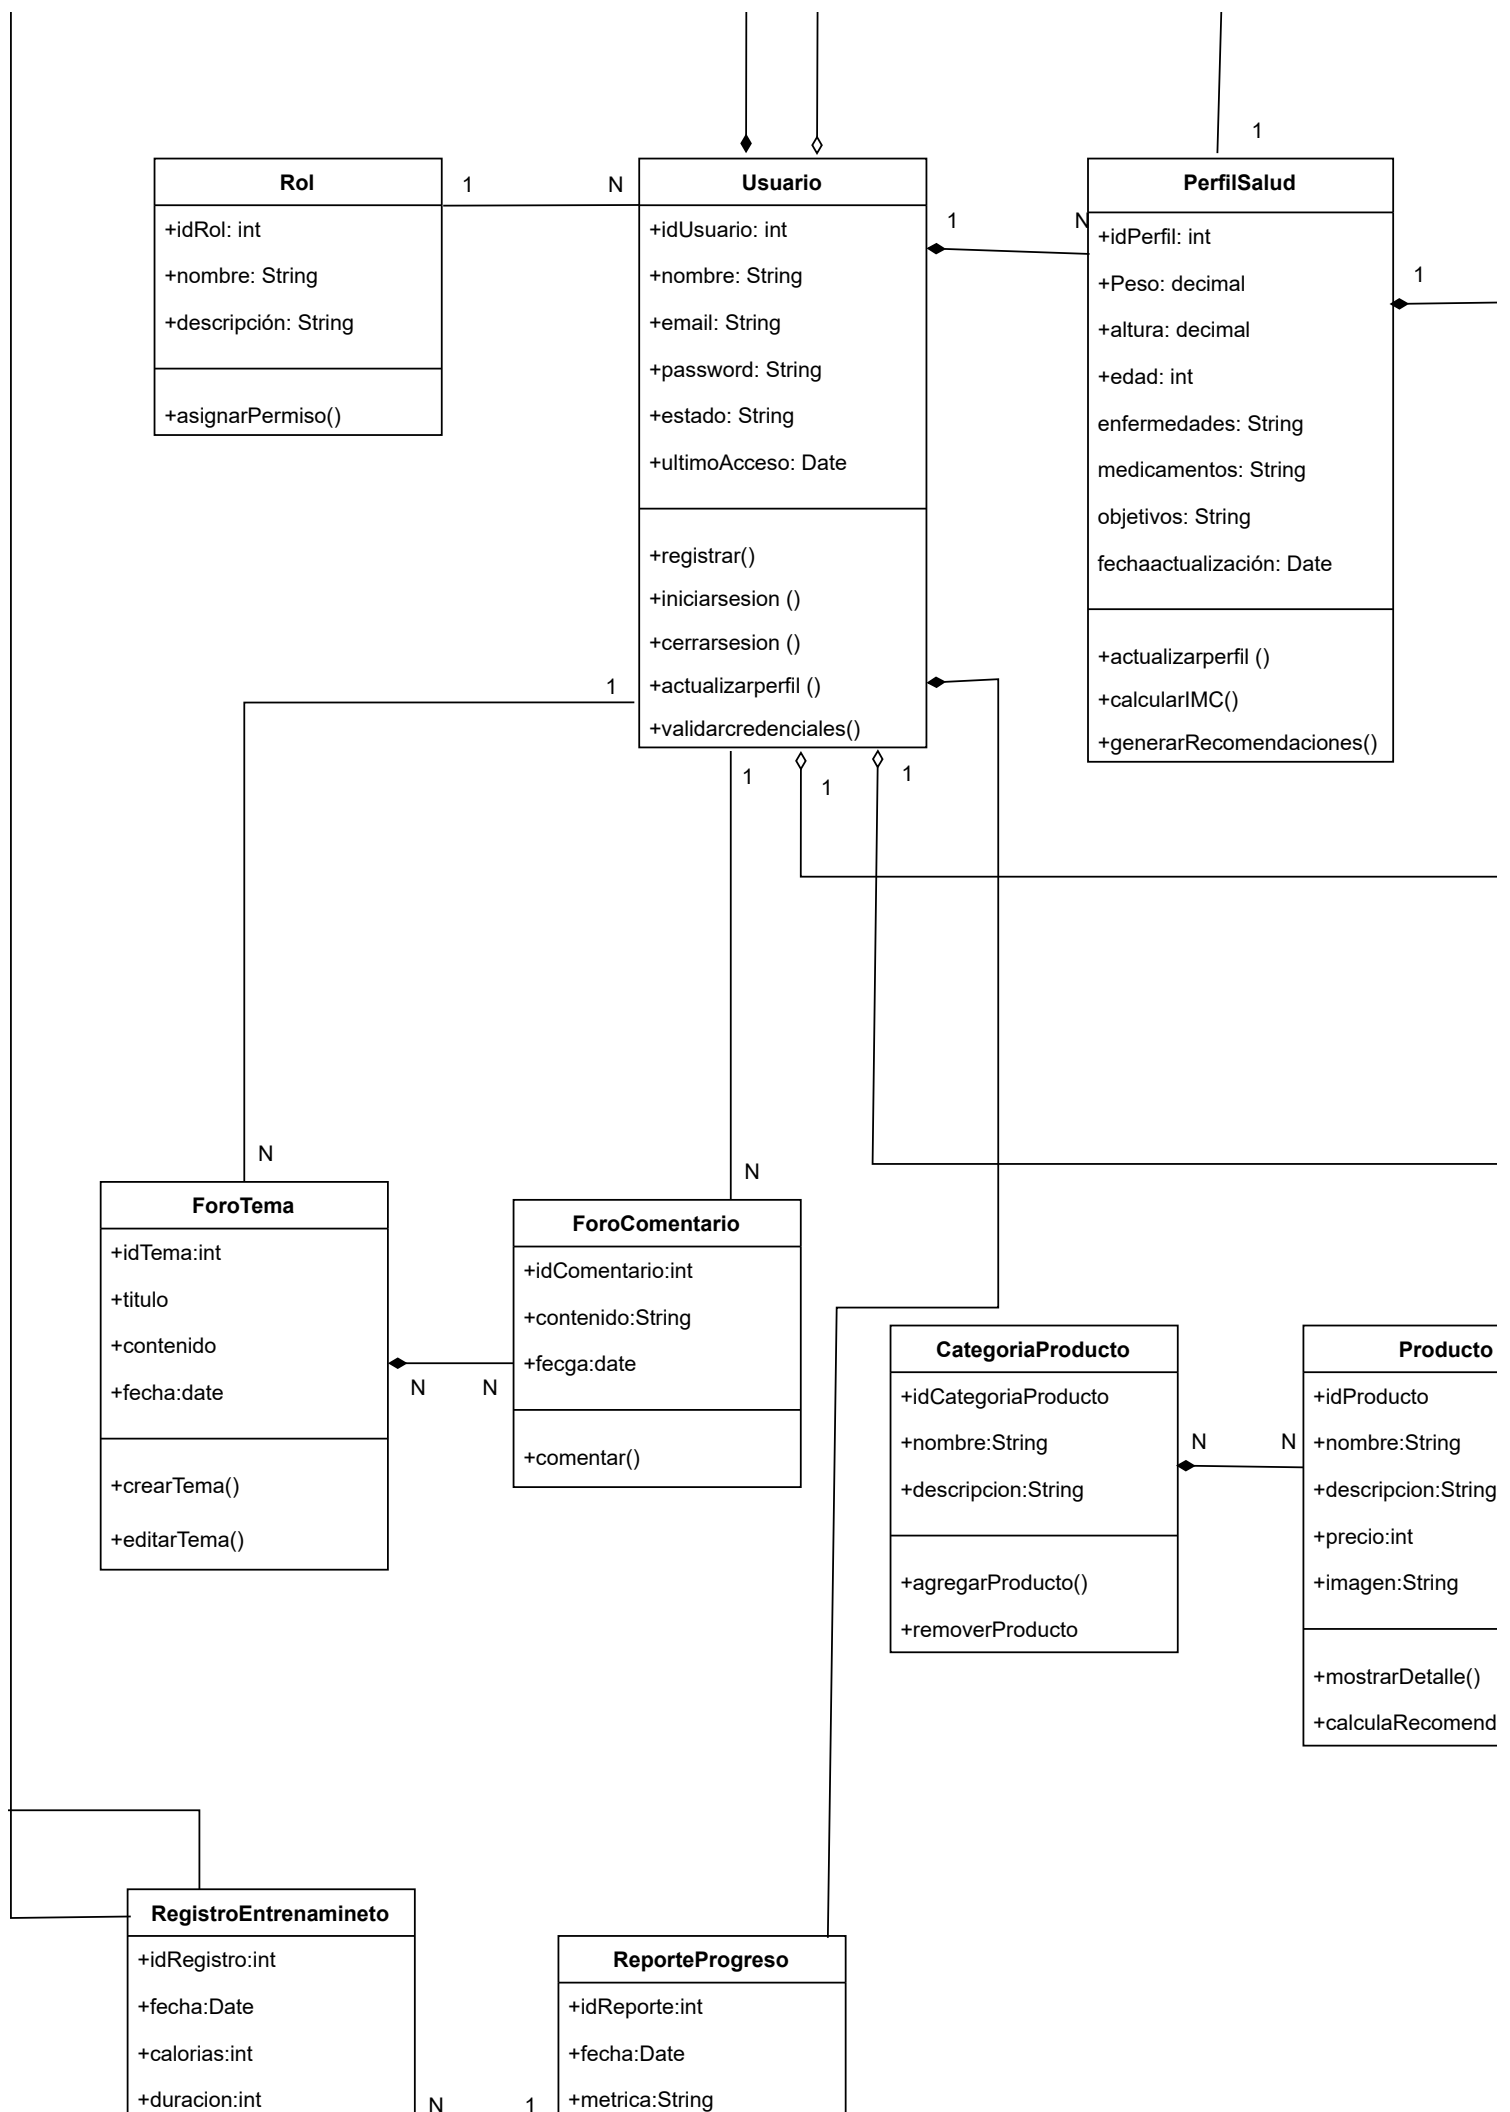 1
Rol
+idRol: int
+nombre: String
+descripción: String
+asignarPermiso()
1
N
Usuario
+idUsuario: int
+nombre: String
+email: String
+password: String
+estado: String
+ultimoAcceso: Date
+registrar()
+iniciarsesion ()
+cerrarsesion ()
+actualizarperfil ()
+validarcredenciales()
1
N
PerfilSalud
+idPerfil: int
+Peso: decimal
+altura: decimal
+edad: int
enfermedades: String
medicamentos: String
objetivos: String
fechaactualización: Date
+actualizarperfil ()
+calcularIMC()
+generarRecomendaciones()
1
1
1
1
1
N
N
ForoTema
+idTema:int
+titulo
+contenido
+fecha:date
+crearTema()
+editarTema()
N
N
ForoComentario
+idComentario:int
+contenido:String
+fecga:date
+comentar()
CategoriaProducto
+idCategoriaProducto
+nombre:String
+descripcion:String
+agregarProducto()
+removerProducto
N
N
Producto
+idProducto
+nombre:String
+descripcion:String
+precio:int
+imagen:String
+mostrarDetalle()
+calculaRecomend
RegistroEntrenamineto
+idRegistro:int
+fecha:Date
+calorias:int
+duracion:int
N
1
ReporteProgreso
+idReporte:int
+fecha:Date
+metrica:String